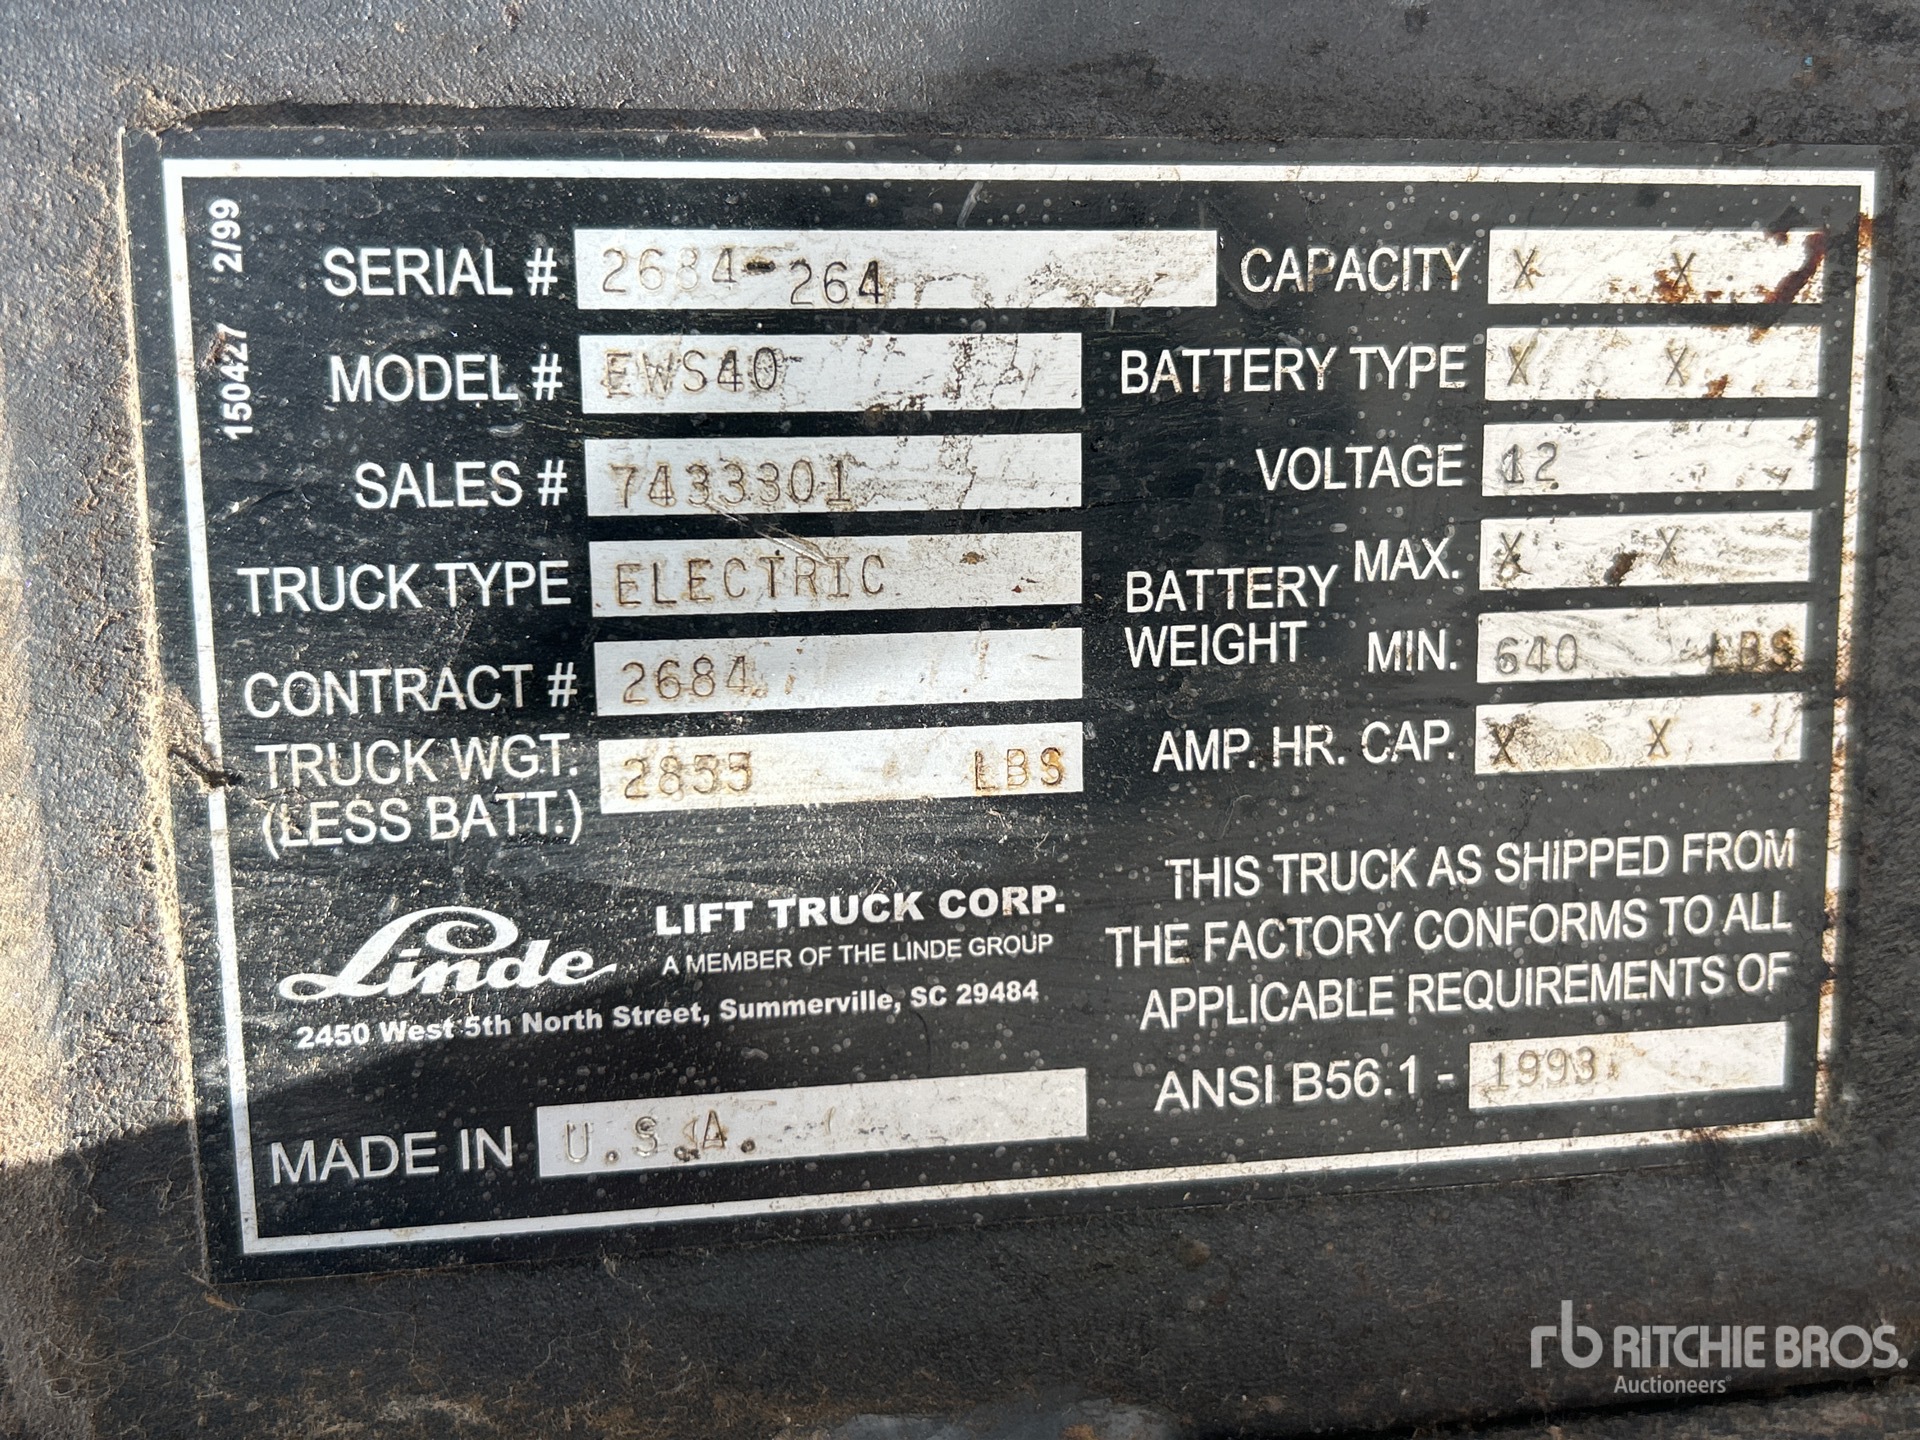 150427 2/99
SERIAL # 2684-264
MODEL # EWS40
SALES # 7433301
TRUCK TYPE ELECTRIC
CONTRACT # 2684
TRUCK WGT. 2855 LBS
(LESS BATT.)
CAPACITY X X
BATTERY TYPE X X
VOLTAGE 12
BATTERY WEIGHT MAX. X X
MIN. 640 LBS
AMP. HR. CAP. X X
Linde LIFT TRUCK CORP.
A MEMBER OF THE LINDE GROUP
2450 West 5th North Street, Summerville, SC 29484
MADE IN U.S.A.
THIS TRUCK AS SHIPPED FROM
THE FACTORY CONFORMS TO ALL
APPLICABLE REQUIREMENTS OF
ANSI B56.1 - 1993
rb RITCHIE BROS.
Auctioneers